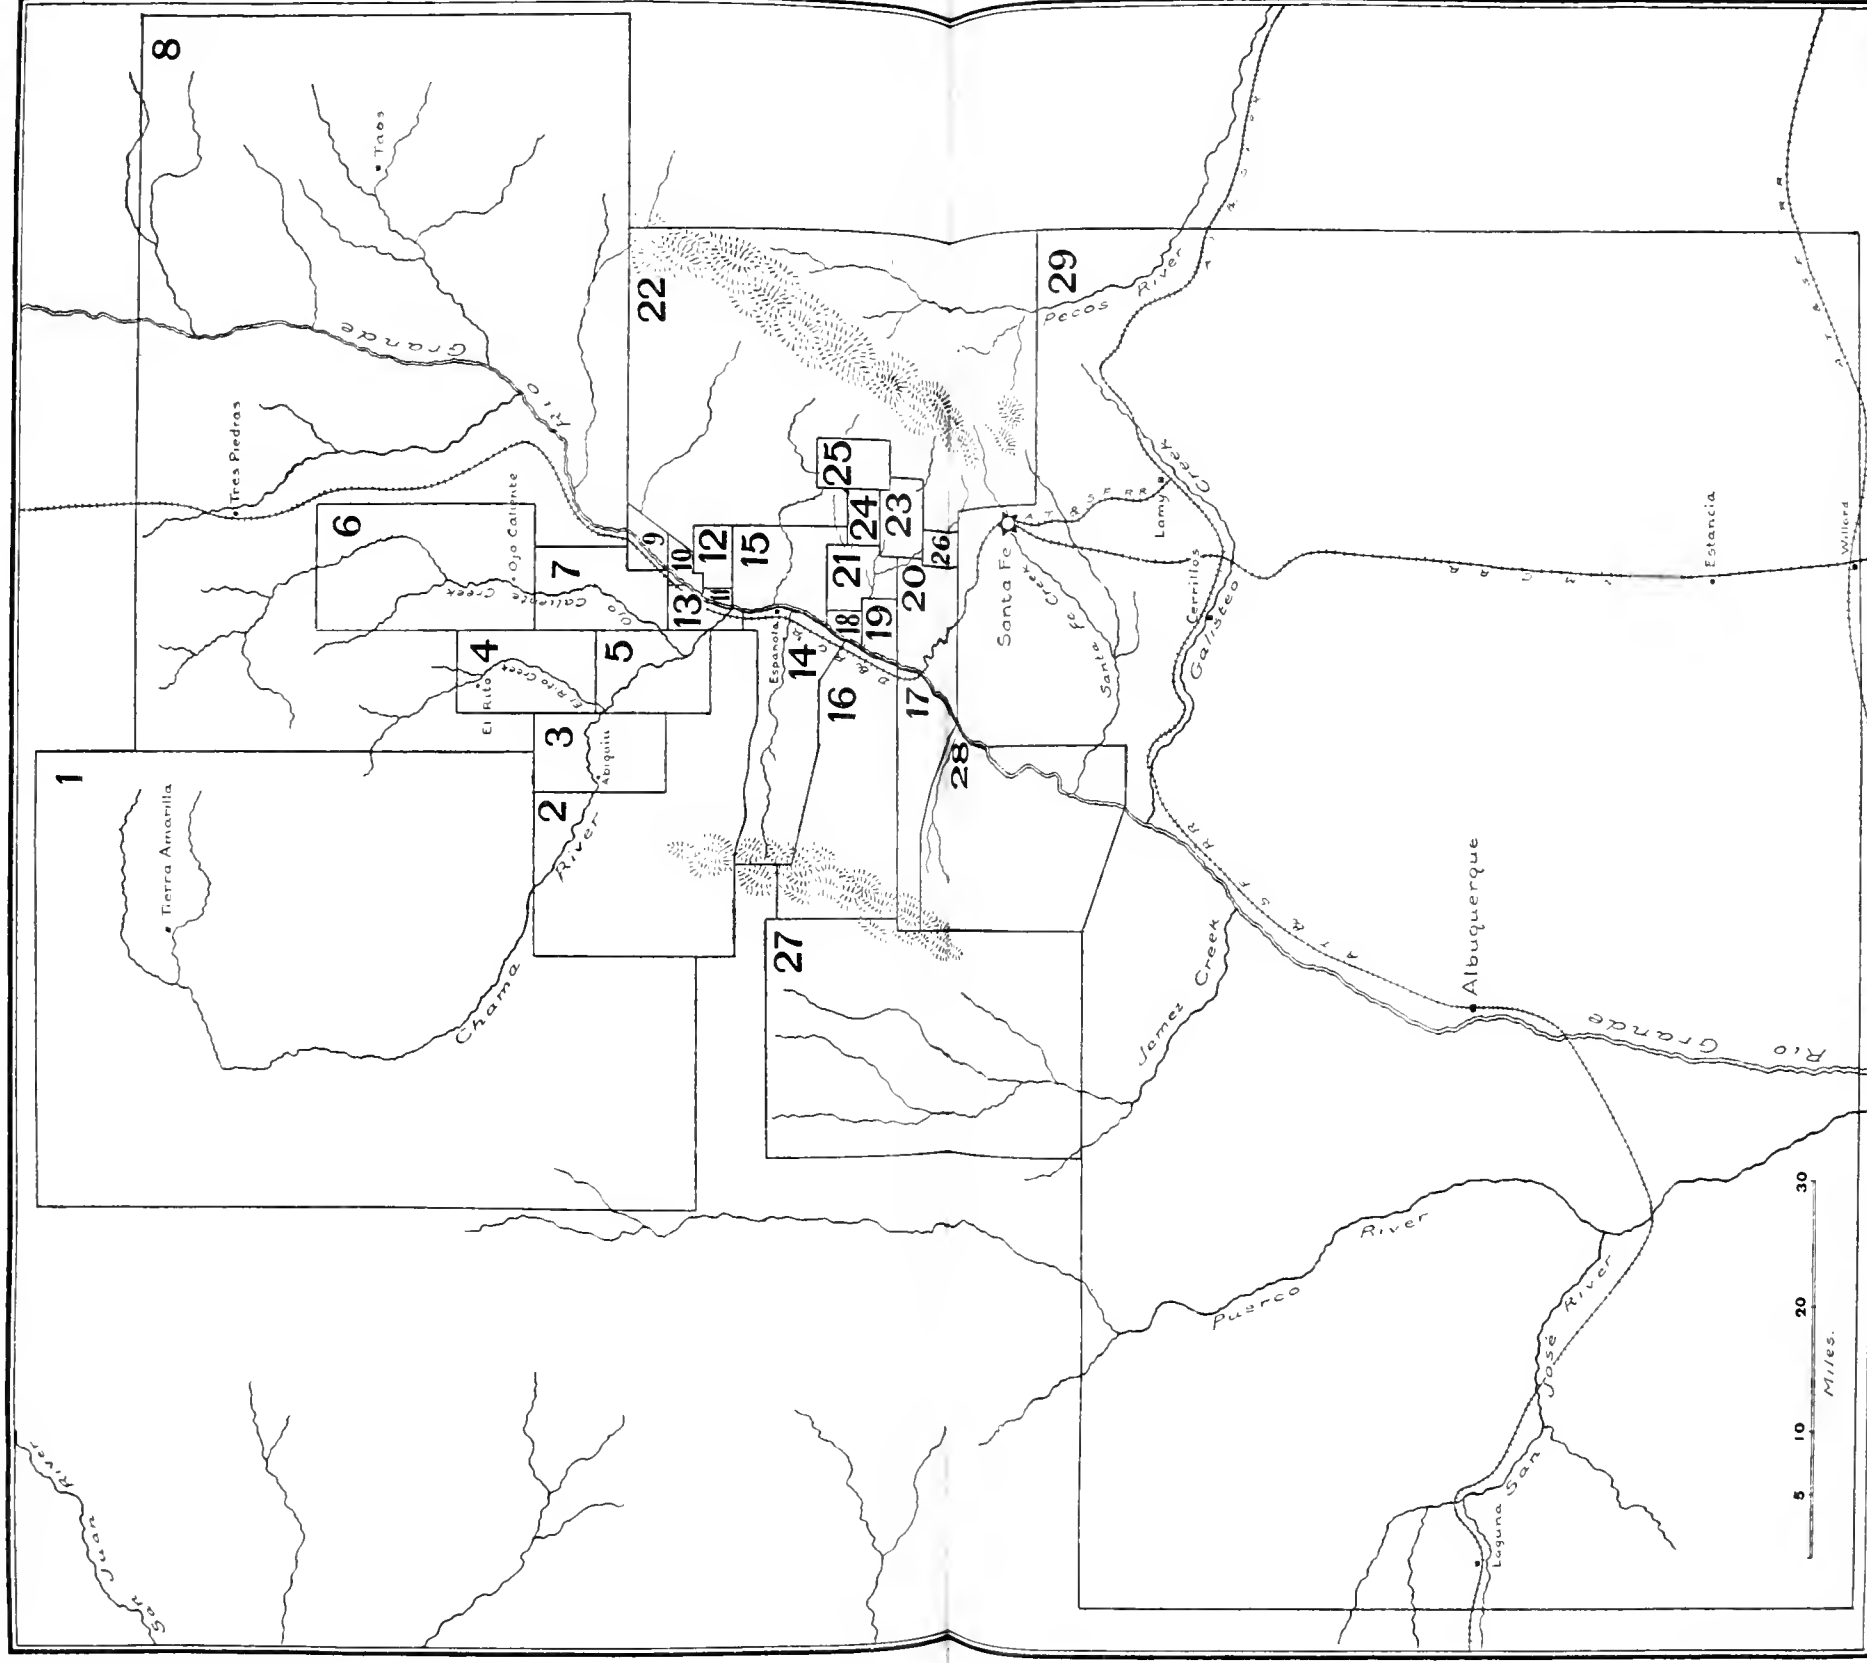 8
Taos
Rio Grande
Tres Piedras
6
Ojo Caliente
7
Ojo Caliente Creek
4
El Rito
El Rito Creek
5
3
Abiquiu
2
1
Tierra Amarilla
Chama River
22
9
10
12
11
13
15
Española
14
16
25
24
23
21
18
19
20
26
17
28
27
29
Pecos River
Santa Fe
Santa Fe Creek
Lamy
Cerrillos
Galisteo Creek
Estancia
Willard
A T & S F R R
Jemez Creek
Albuquerque
Rio Grande
Puerco River
San José River
Laguna
San Juan River
5 10 20 30
Miles.